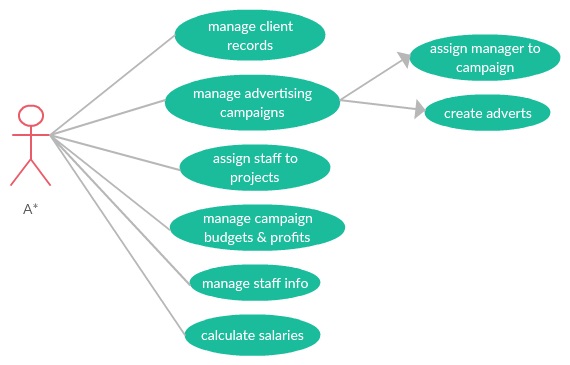 manage client
records
manage advertising
campaigns
assign manager to
campaign
create adverts
assign staff to
projects
A*
manage campaign
budgets & profits
manage staff info
calculate salaries